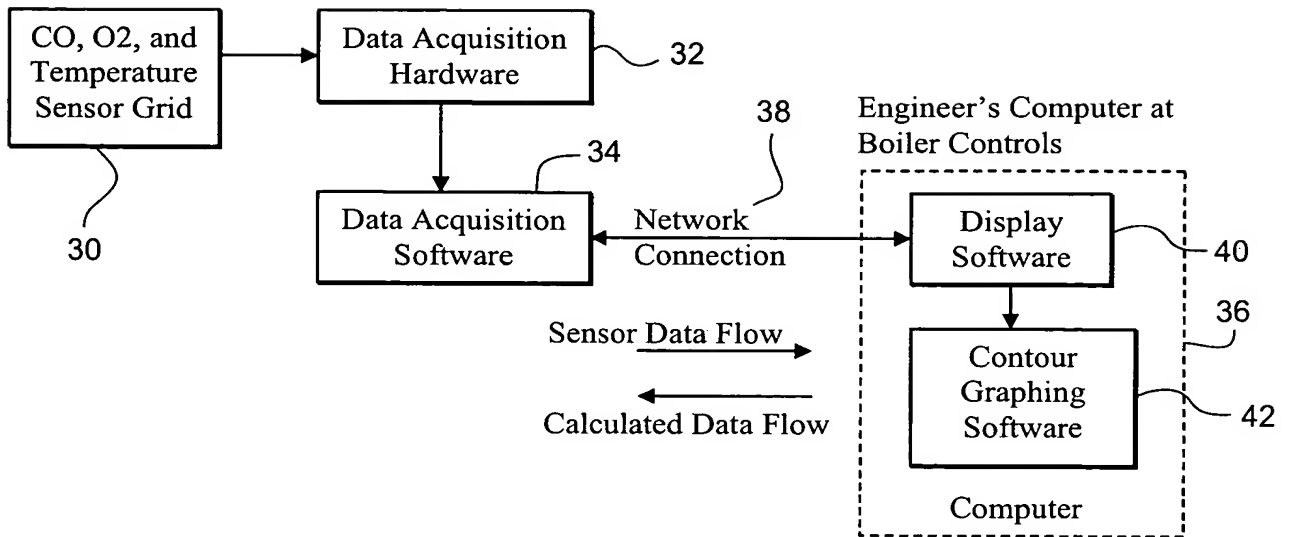 CO, O2, and
Temperature
Sensor Grid
30
Data Acquisition
Hardware
32
Data Acquisition
Software
34
Network
Connection
38
Engineer's Computer at
Boiler Controls
Display
Software
40
36
Contour
Graphing
Software
42
Computer
Sensor Data Flow
Calculated Data Flow